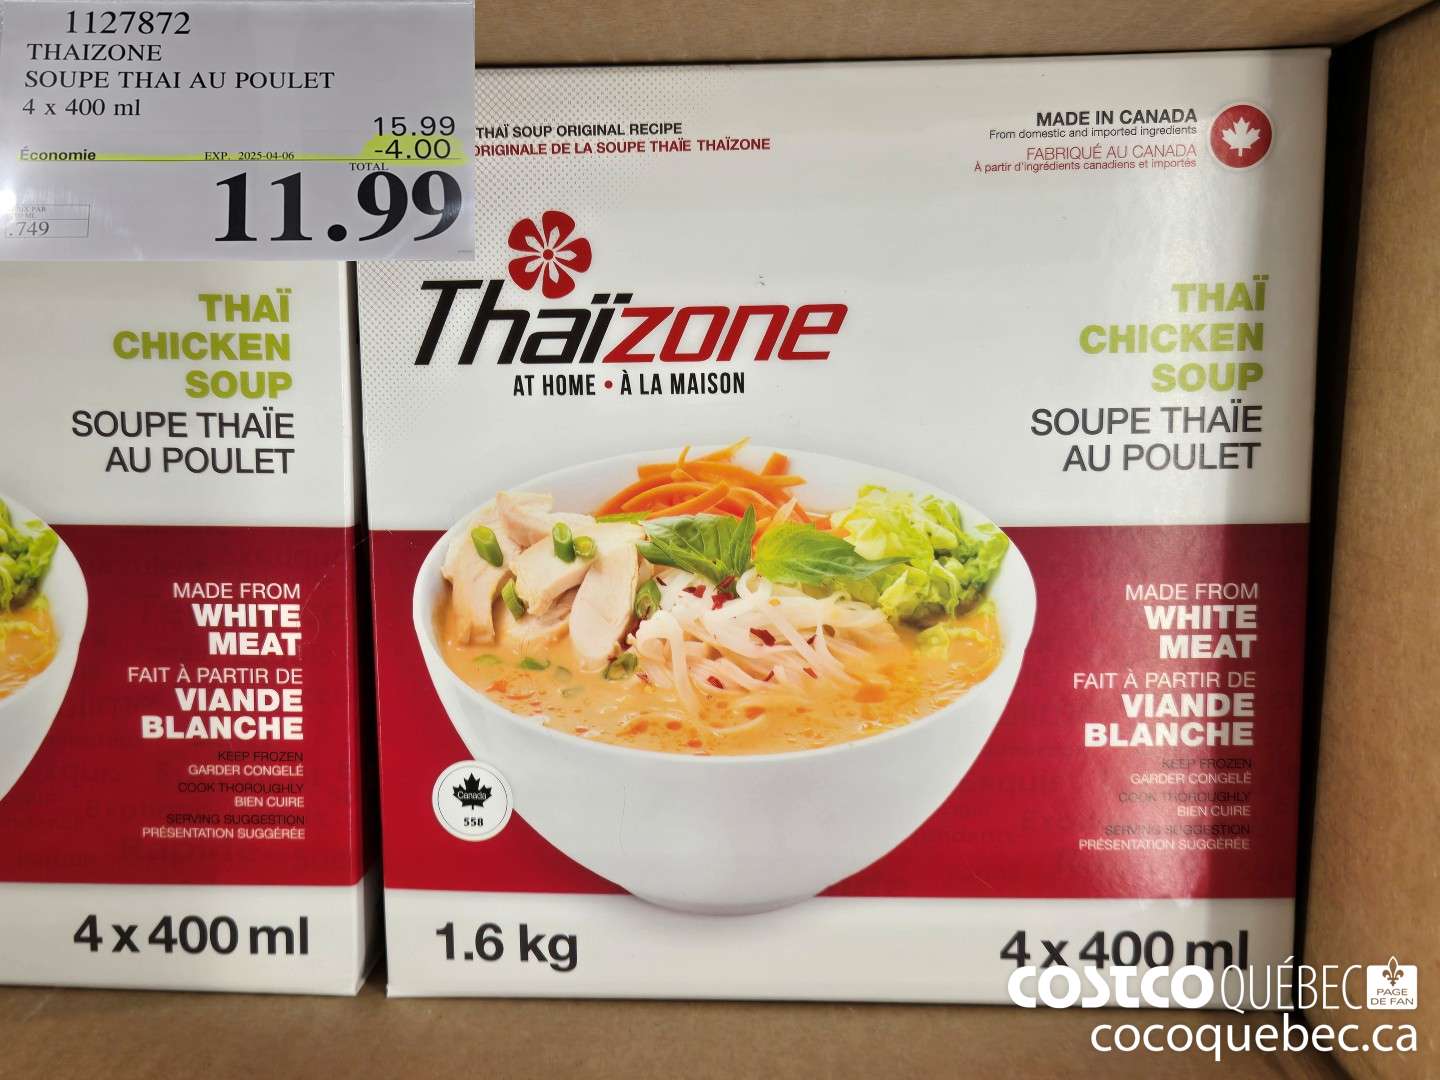 1127872
THAIZONE
SOUPE THAI AU POULET
4 x 400 ml
15.99
Économie EXP. 2025-04-06 -4.00
TOTAL
11.99
.749
THAÏ SOUP ORIGINAL RECIPE
ORIGINALE DE LA SOUPE THAÏE THAÏZONE
MADE IN CANADA
From domestic and imported ingredients
FABRIQUÉ AU CANADA
À partir d'ingrédients canadiens et importés
Thaïzone
AT HOME • À LA MAISON
THAÏ
CHICKEN
SOUP
SOUPE THAÏE
AU POULET
MADE FROM
WHITE
MEAT
FAIT À PARTIR DE
VIANDE
BLANCHE
KEEP FROZEN
GARDER CONGELÉ
COOK THOROUGHLY
BIEN CUIRE
SERVING SUGGESTION
PRÉSENTATION SUGGÉRÉE
4 x 400 ml
THAÏ
CHICKEN
SOUP
SOUPE THAÏE
AU POULET
MADE FROM
WHITE
MEAT
FAIT À PARTIR DE
VIANDE
BLANCHE
KEEP FROZEN
GARDER CONGELÉ
COOK THOROUGHLY
BIEN CUIRE
SERVING SUGGESTION
PRÉSENTATION SUGGÉRÉE
Canada
558
1.6 kg
4 x 400 ml
COSTCO QUÉBEC PAGE DE FAN
cocoquebec.ca